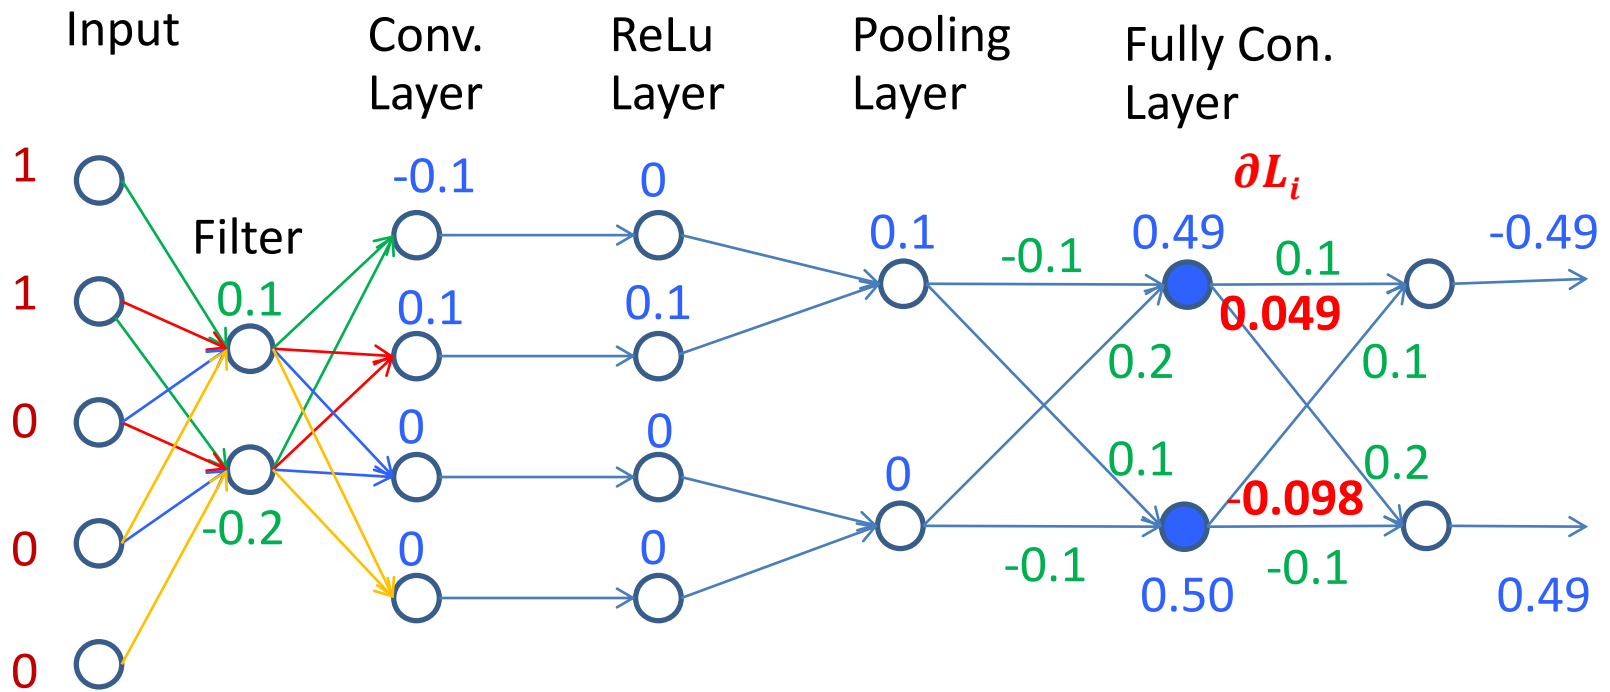 Input
Conv.
Layer
ReLu
Layer
Pooling
Layer
Fully Con.
Layer
1
1
0
0
0
Filter
0.1
-0.2
-0.1
0.1
0
0
0
0.1
0
0
0.1
0
-0.1
0.2
0.1
-0.1
∂Lᵢ
0.49
0.049
0.50
-0.098
0.1
0.1
0.2
-0.1
-0.49
0.49